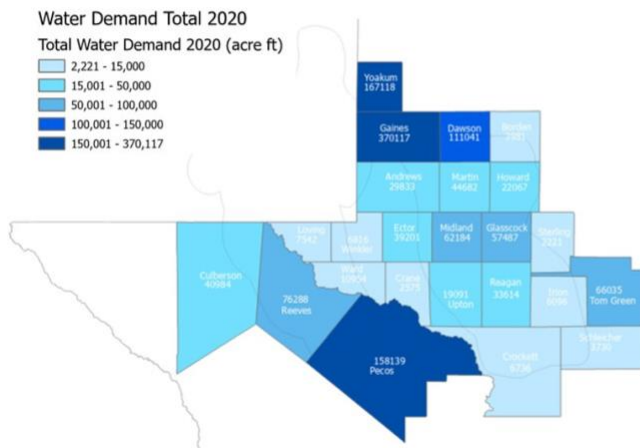 Water Demand Total 2020
Total Water Demand 2020 (acre ft)
2,221 - 15,000
15,001 - 50,000
50,001 - 100,000
100,001 - 150,000
150,001 - 370,117
Yoakum
167118
Gaines
370117
Dawson
111041
Borden
Andrews
29833
Martin
44682
Howard
22067
Loving
7542
Winkler
Ector
39201
Midland
62184
Glasscock
57487
Sterling
2221
Culberson
40984
76288
Reeves
Ward
Crane
19091
Upton
Reagan
33614
Irion
66035
Tom Green
158139
Pecos
Crockett
Schleicher